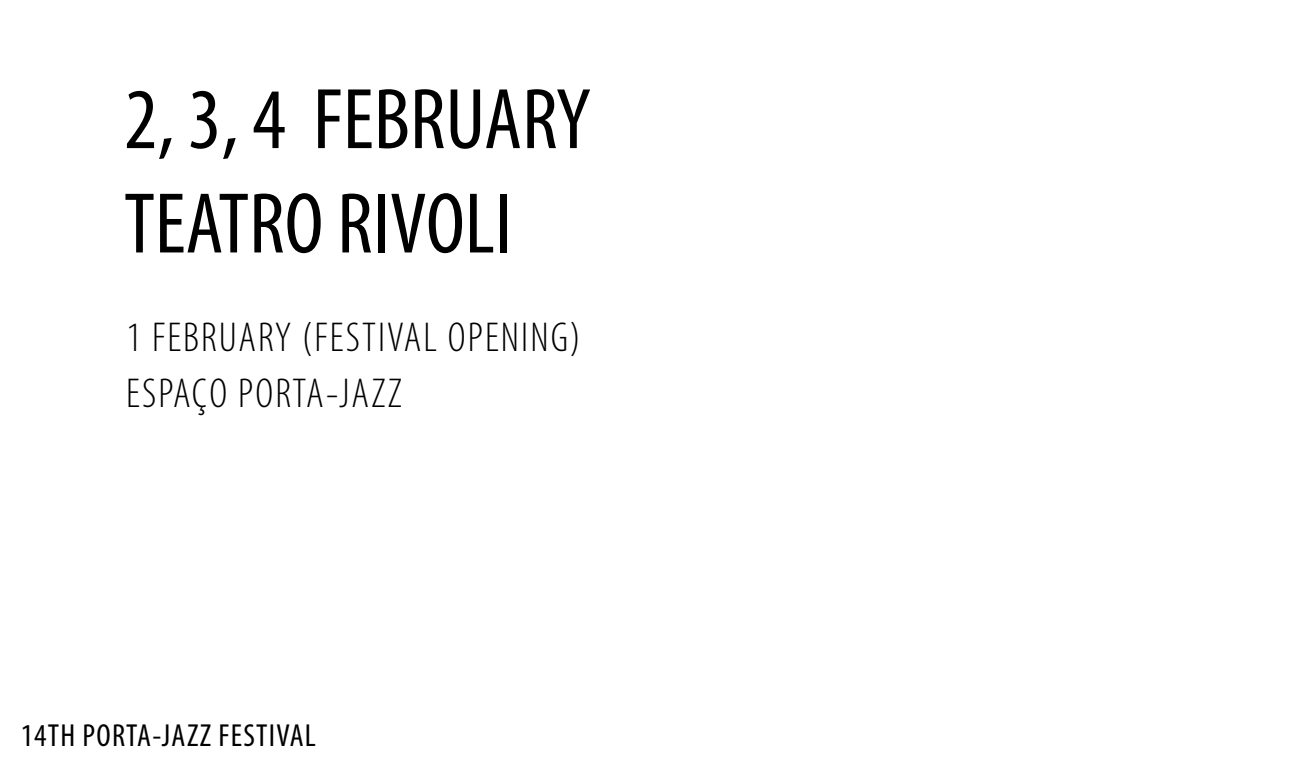 2, 3, 4 FEBRUARY
TEATRO RIVOLI
1 FEBRUARY (FESTIVAL OPENING)
ESPAÇO PORTA-JAZZ
14TH PORTA-JAZZ FESTIVAL